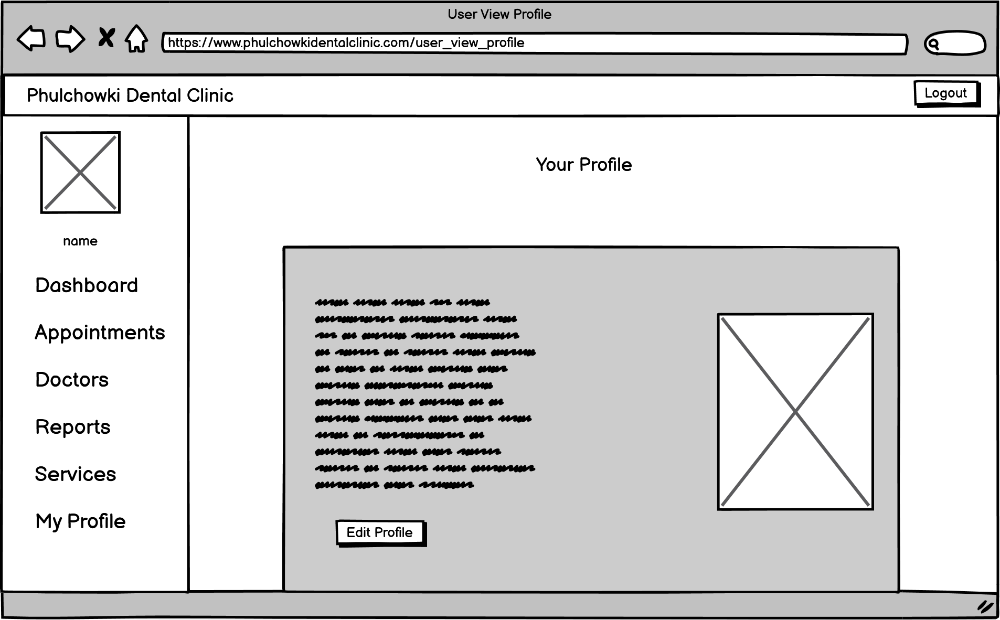 User View Profile
https://www.phulchowkidentalclinic.com/user_view_profile
Phulchowki Dental Clinic
Logout
name
Dashboard
Appointments
Doctors
Reports
Services
My Profile
Your Profile
Edit Profile